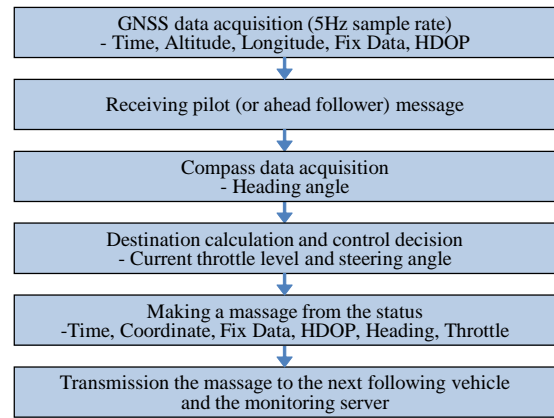 GNSS data acquisition (5Hz sample rate)
- Time, Altitude, Longitude, Fix Data, HDOP
Receiving pilot (or ahead follower) message
Compass data acquisition
- Heading angle
Destination calculation and control decision
- Current throttle level and steering angle
Making a massage from the status
-Time, Coordinate, Fix Data, HDOP, Heading, Throttle
Transmission the massage to the next following vehicle
and the monitoring server